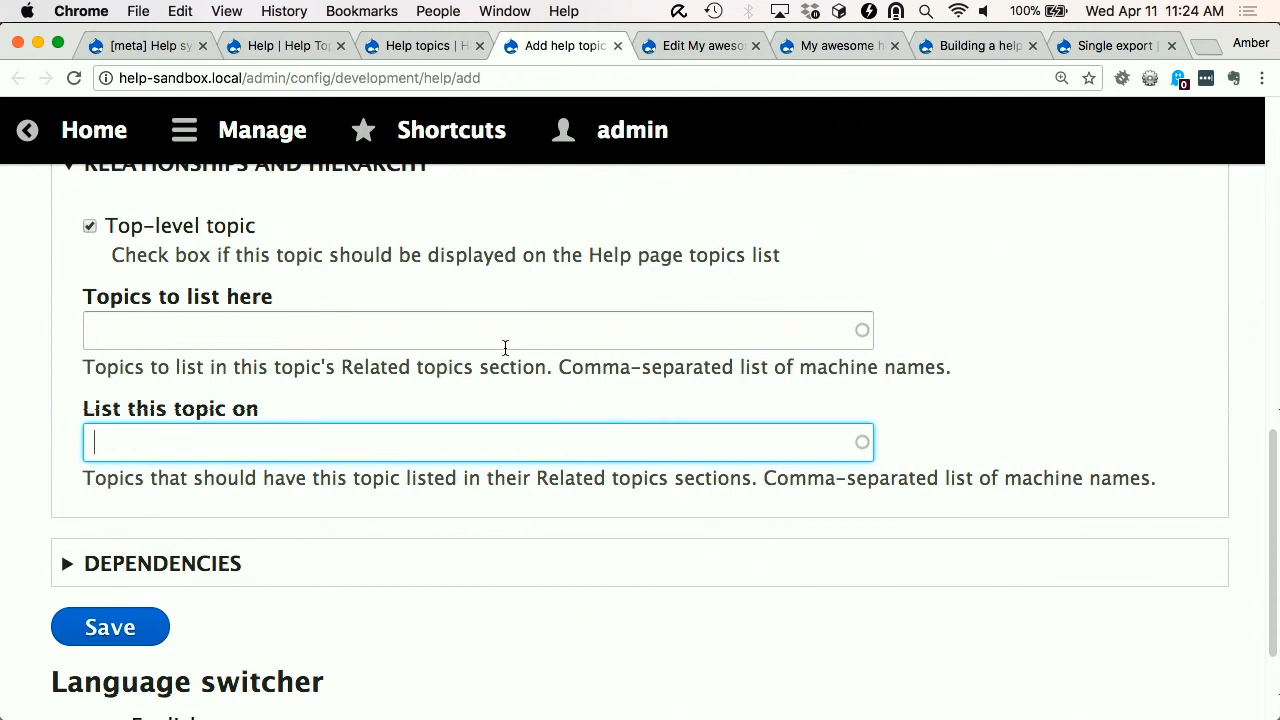 Chrome File Edit View History Bookmarks People Window Help 100% Wed Apr 11 11:24 AM
[meta] Help sy Help | Help To Help topics | H Add help topic Edit My aweso My awesome h Building a help Single export | Amber
help-sandbox.local/admin/config/development/help/add 0
Home Manage Shortcuts admin
RELATIONSHIPS AND HIERARCHY
Top-level topic
Check box if this topic should be displayed on the Help page topics list
Topics to list here
Topics to list in this topic's Related topics section. Comma-separated list of machine names.
List this topic on
Topics that should have this topic listed in their Related topics sections. Comma-separated list of machine names.
DEPENDENCIES
Save
Language switcher
English